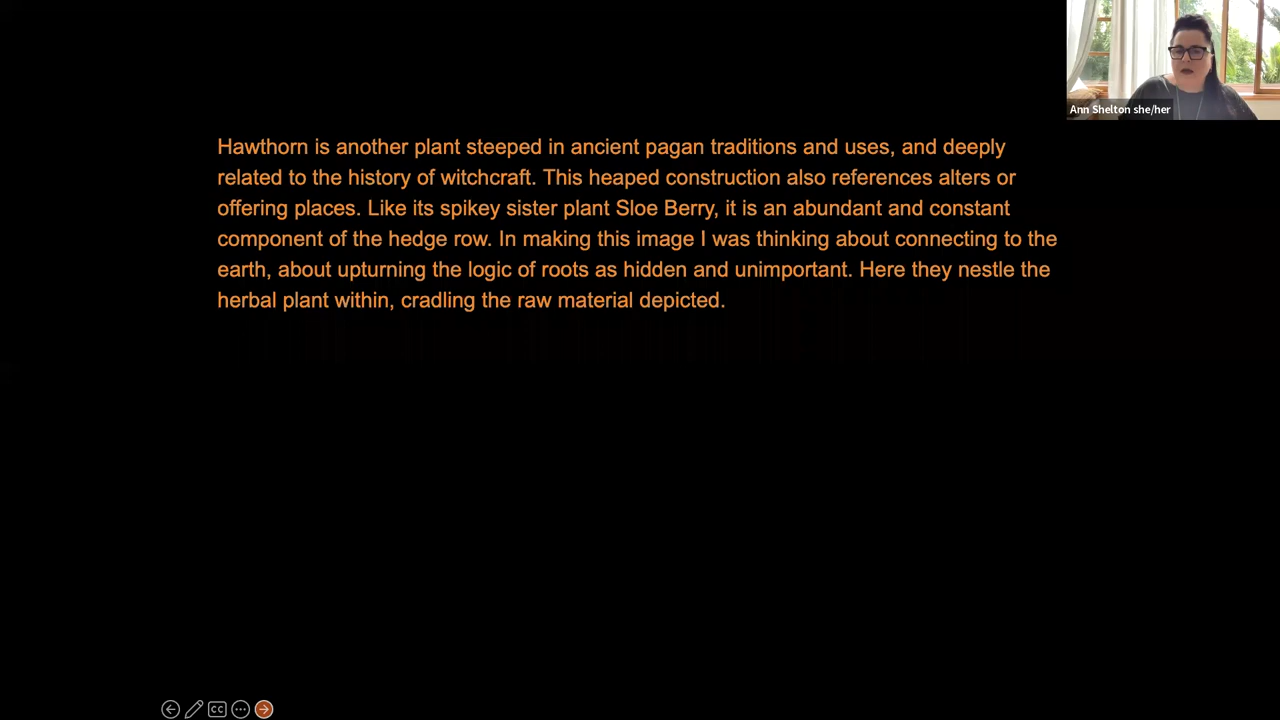 Ann Shelton she/her
Hawthorn is another plant steeped in ancient pagan traditions and uses, and deeply
related to the history of witchcraft. This heaped construction also references alters or
offering places. Like its spikey sister plant Sloe Berry, it is an abundant and constant
component of the hedge row. In making this image I was thinking about connecting to the
earth, about upturning the logic of roots as hidden and unimportant. Here they nestle the
herbal plant within, cradling the raw material depicted.
CC